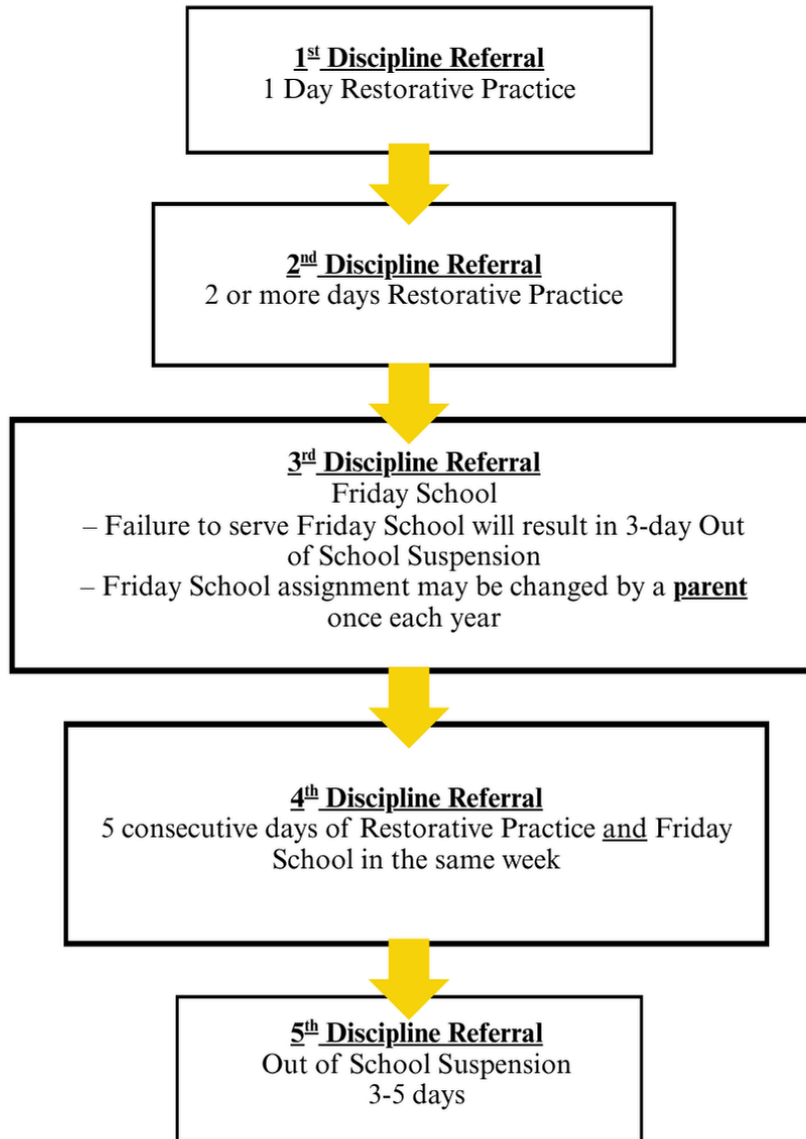 1st Discipline Referral
1 Day Restorative Practice
2nd Discipline Referral
2 or more days Restorative Practice
3rd Discipline Referral
Friday School
– Failure to serve Friday School will result in 3-day Out
of School Suspension
– Friday School assignment may be changed by a parent
once each year
4th Discipline Referral
5 consecutive days of Restorative Practice and Friday
School in the same week
5th Discipline Referral
Out of School Suspension
3-5 days